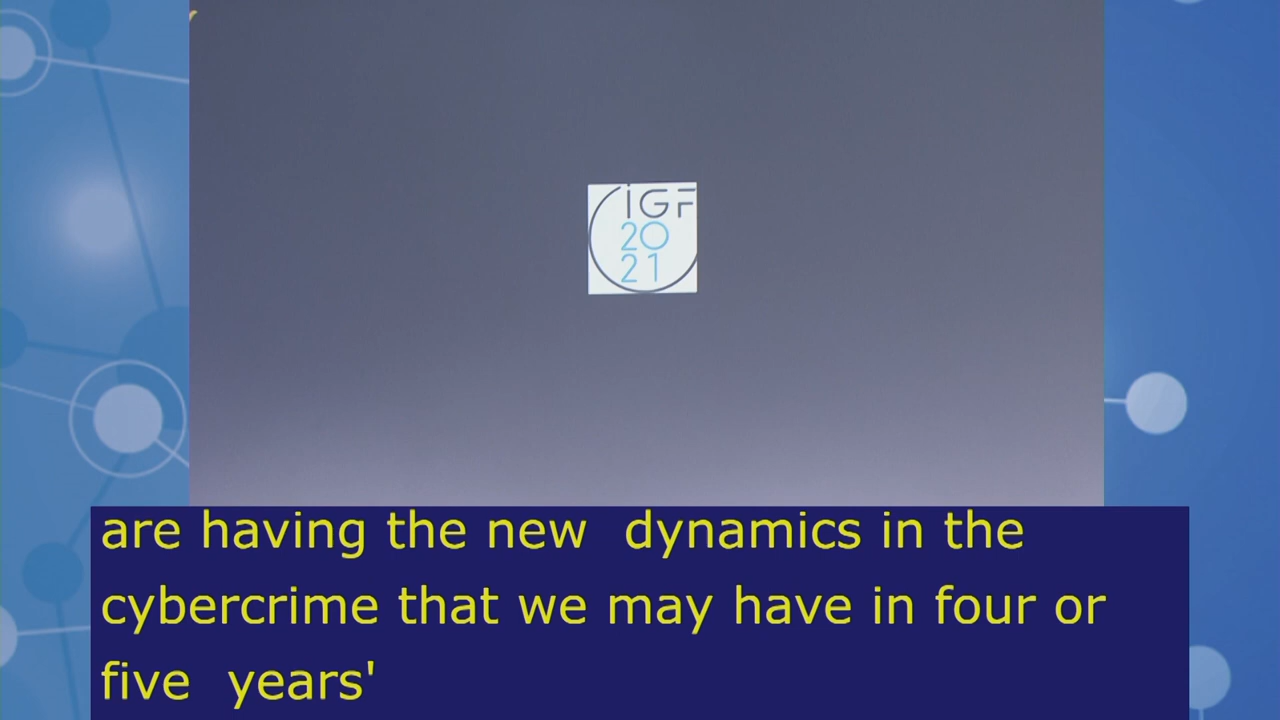 iGF
20
21
are having the new  dynamics in the
cybercrime that we may have in four or
five  years'